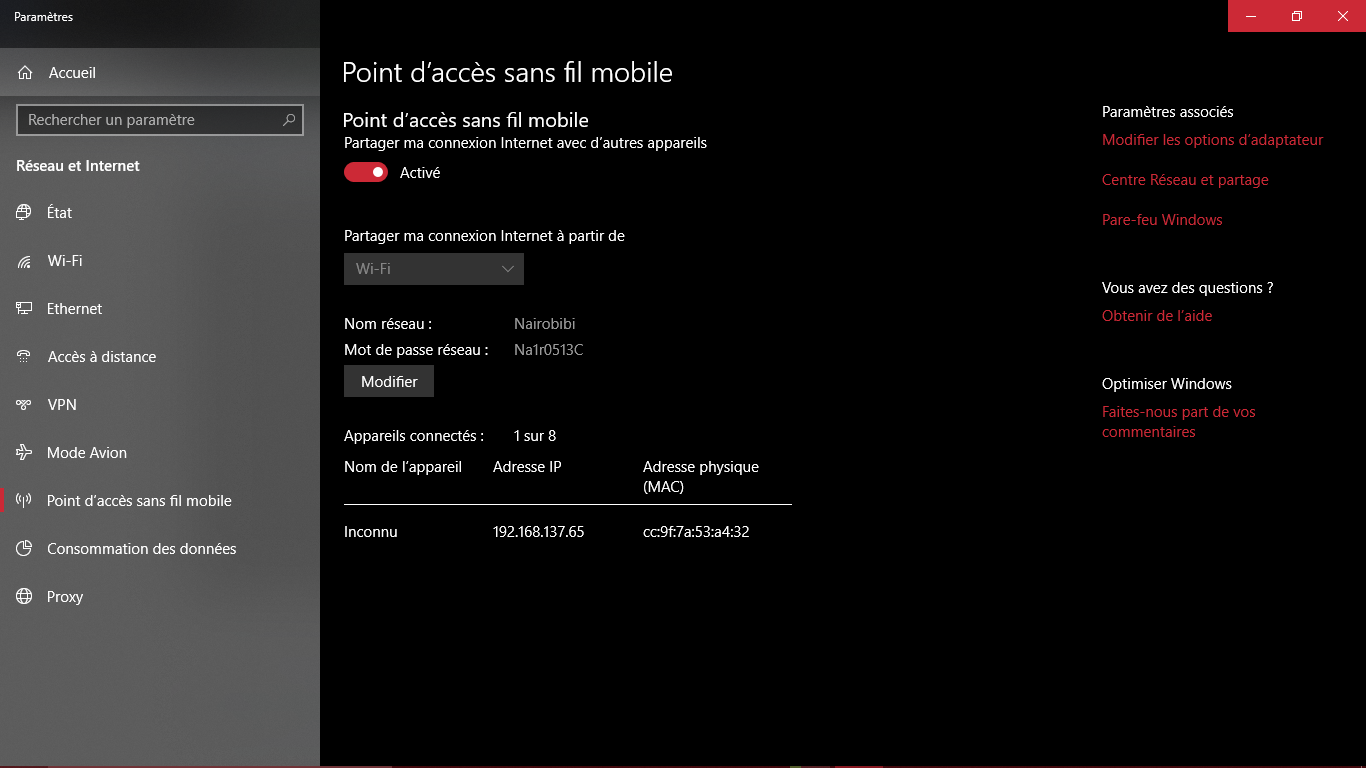 Paramètres
Accueil
Rechercher un paramètre
Réseau et Internet
État
Wi-Fi
Ethernet
Accès à distance
VPN
Mode Avion
Point d’accès sans fil mobile
Consommation des données
Proxy
Point d’accès sans fil mobile
Point d’accès sans fil mobile
Partager ma connexion Internet avec d’autres appareils
Activé
Partager ma connexion Internet à partir de
Wi-Fi
Nom réseau : Nairobibi
Mot de passe réseau : Na1r0513C
Modifier
Appareils connectés : 1 sur 8
Nom de l’appareil Adresse IP Adresse physique
(MAC)
Inconnu 192.168.137.65 cc:9f:7a:53:a4:32
Paramètres associés
Modifier les options d’adaptateur
Centre Réseau et partage
Pare-feu Windows
Vous avez des questions ?
Obtenir de l’aide
Optimiser Windows
Faites-nous part de vos
commentaires